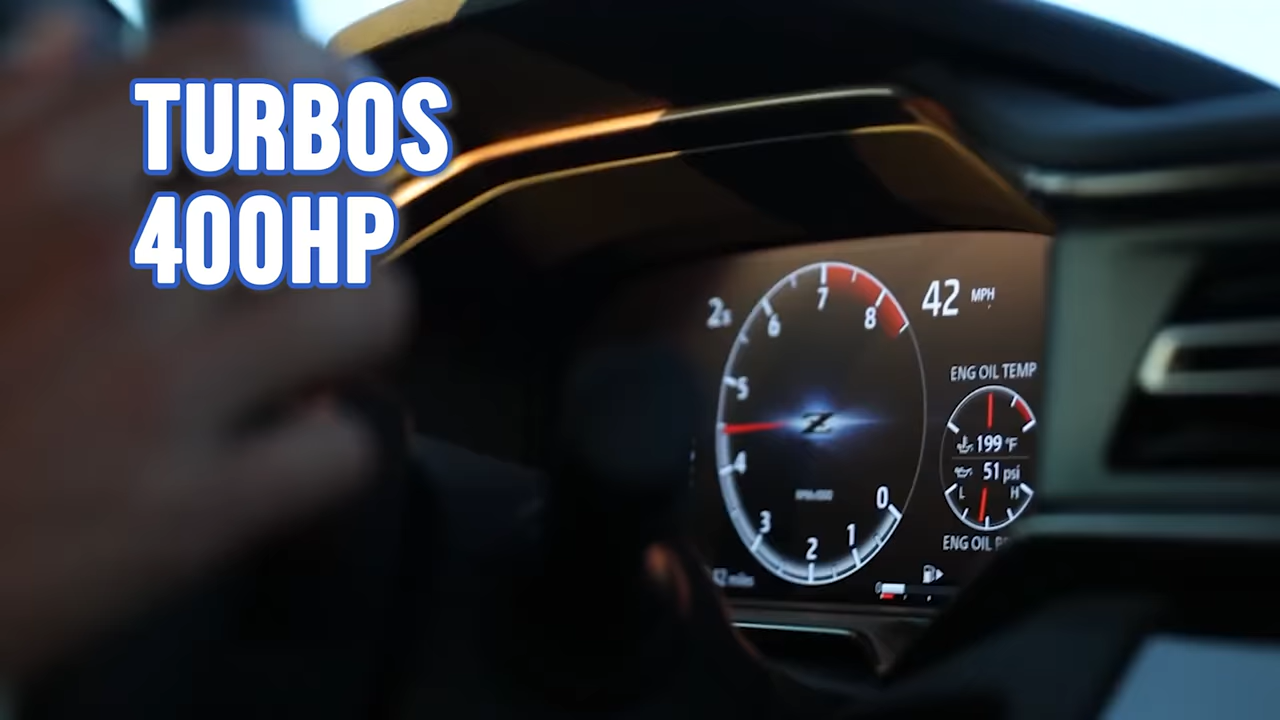 TURBOS
400HP
7
8
6
5
4
3
2
1
0
42 MPH
ENG OIL TEMP
199 °F
51 psi
L H
ENG OIL
miles
Z